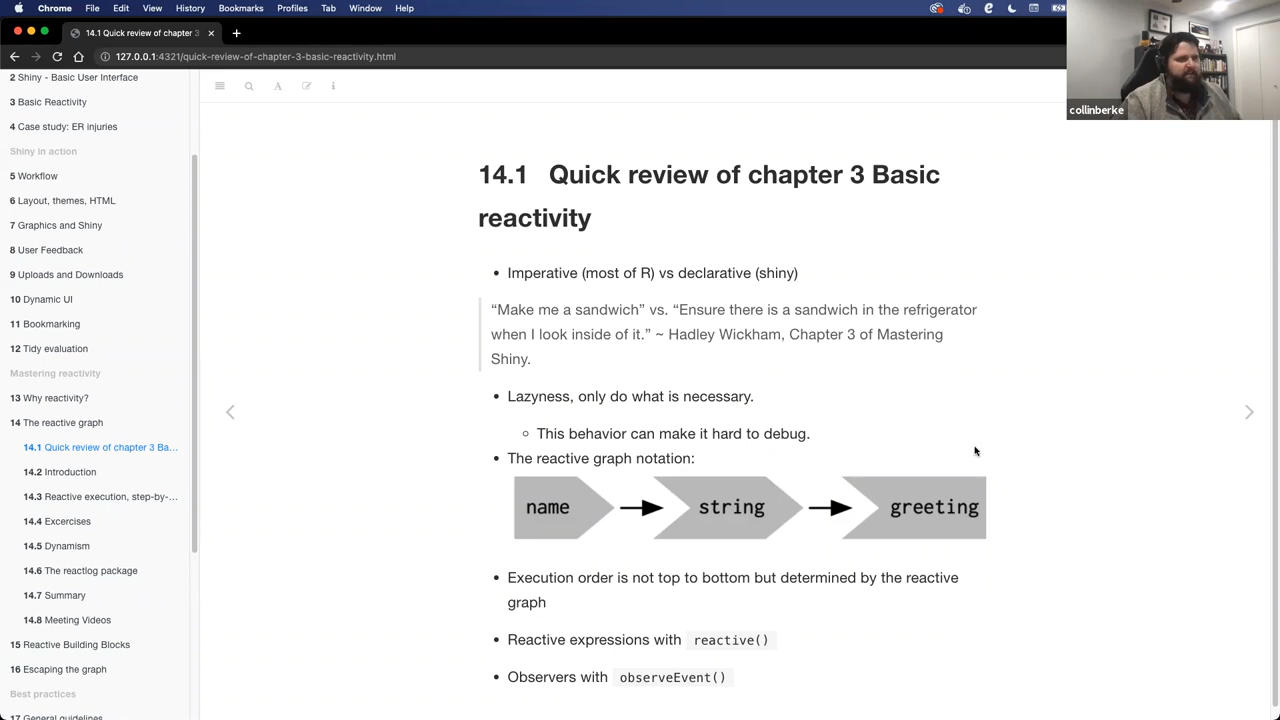 Chrome File Edit View History Bookmarks Profiles Tab Window Help
14.1 Quick review of chapter 3
127.0.0.1:4321/quick-review-of-chapter-3-basic-reactivity.html
collinberke
2 Shiny - Basic User Interface
3 Basic Reactivity
4 Case study: ER injuries
Shiny in action
5 Workflow
6 Layout, themes, HTML
7 Graphics and Shiny
8 User Feedback
9 Uploads and Downloads
10 Dynamic UI
11 Bookmarking
12 Tidy evaluation
Mastering reactivity
13 Why reactivity?
14 The reactive graph
14.1 Quick review of chapter 3 Ba...
14.2 Introduction
14.3 Reactive execution, step-by-...
14.4 Excercises
14.5 Dynamism
14.6 The reactlog package
14.7 Summary
14.8 Meeting Videos
15 Reactive Building Blocks
16 Escaping the graph
Best practices
17 General guidelines
14.1 Quick review of chapter 3 Basic
reactivity
• Imperative (most of R) vs declarative (shiny)
“Make me a sandwich” vs. “Ensure there is a sandwich in the refrigerator
when I look inside of it.” ~ Hadley Wickham, Chapter 3 of Mastering
Shiny.
• Lazyness, only do what is necessary.
◦ This behavior can make it hard to debug.
• The reactive graph notation:
name string greeting
• Execution order is not top to bottom but determined by the reactive
graph
• Reactive expressions with reactive()
• Observers with observeEvent()